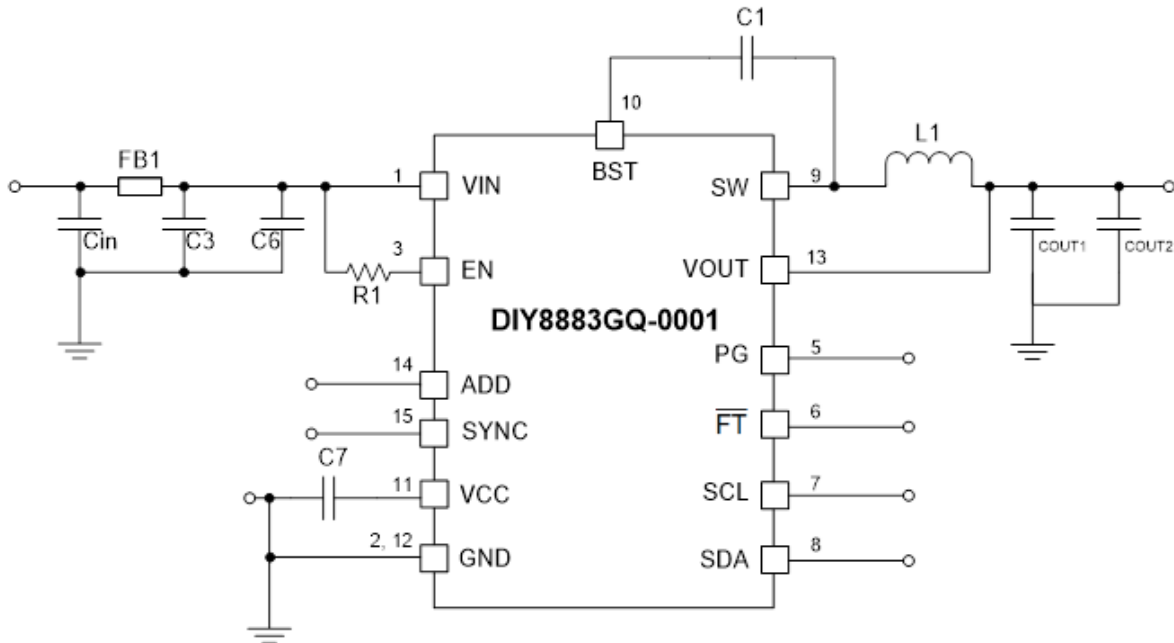 C1
10
L1
FB1
BST
1
VIN
SW
9
Cin
C3
C6
COUT1
COUT2
3
EN
VOUT
13
R1
DIY8883GQ-0001
PG
5
14
ADD
15
SYNC
FT
6
C7
11
VCC
SCL
7
2, 12
GND
SDA
8